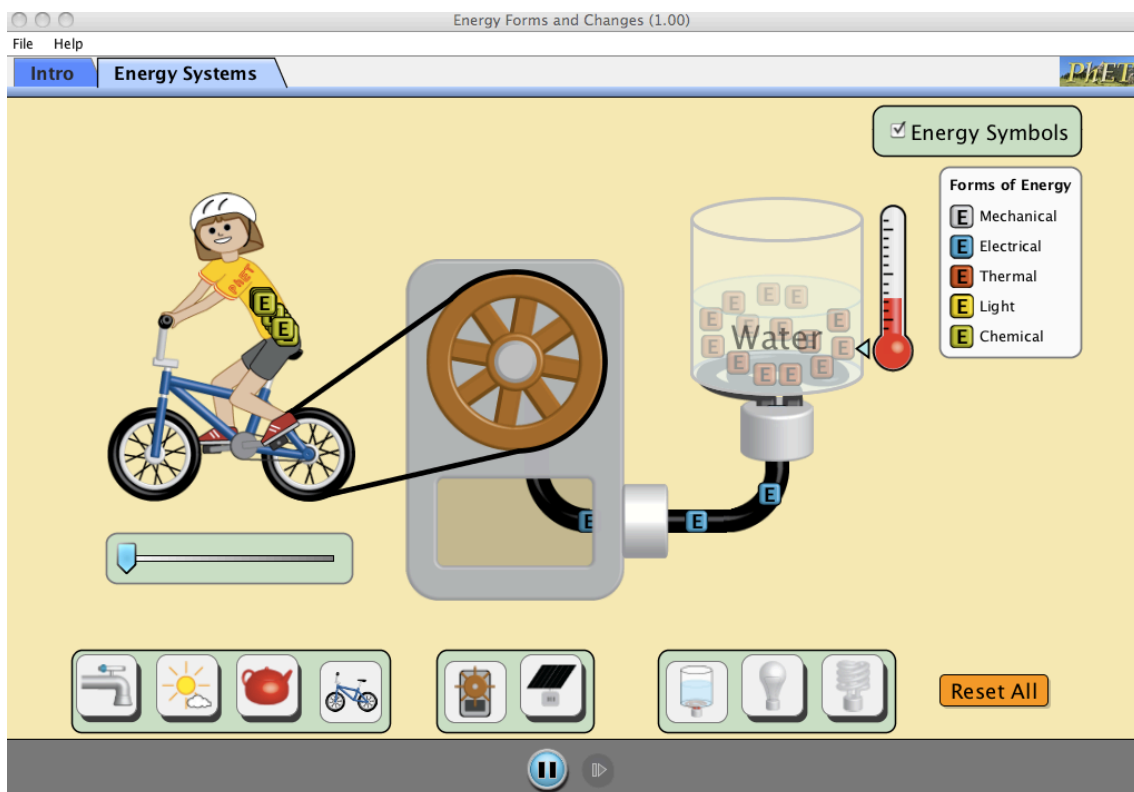 Energy Forms and Changes (1.00)
File Help
Intro Energy Systems
PhET
Energy Symbols
Forms of Energy
E Mechanical
E Electrical
E Thermal
E Light
E Chemical
PhET
E
E
E E E
E E
Water
E E
E E E E
E E E
Reset All